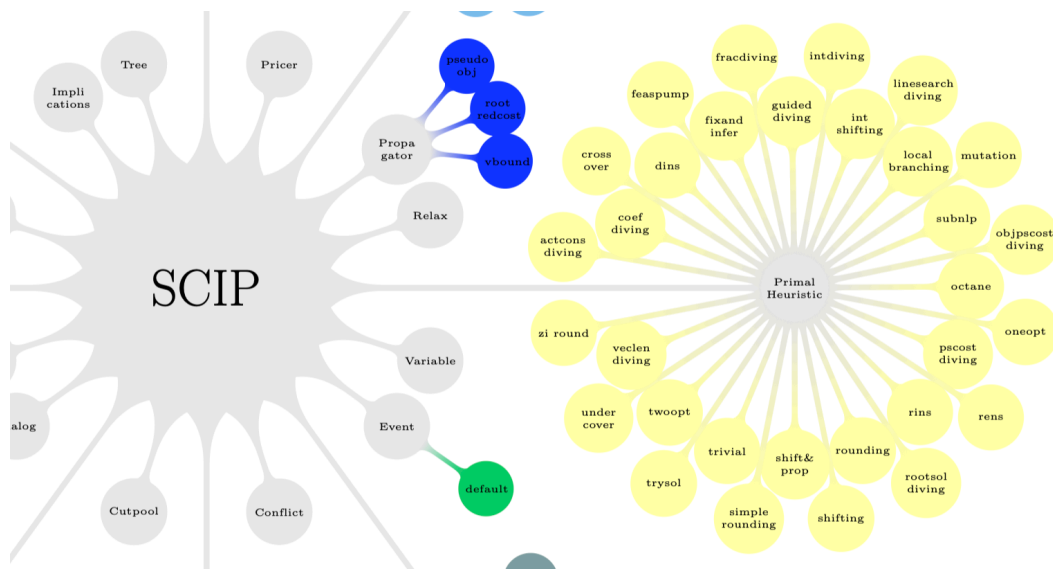 Tree
Pricer
Impli
cations
pseudo
obj
root
redcost
vbound
Propa
gator
Relax
SCIP
Variable
Event
default
alog
Cutpool
Conflict
fracdiving
intdiving
feaspump
fixand
infer
guided
diving
int
shifting
linesearch
diving
cross
over
dins
local
branching
mutation
actcons
diving
coef
diving
subnlp
objpscost
diving
Primal
Heuristic
octane
zi round
veclen
diving
pscost
diving
oneopt
under
cover
twoopt
rins
rens
trivial
shift&
prop
rounding
trysol
simple
rounding
shifting
rootsol
diving